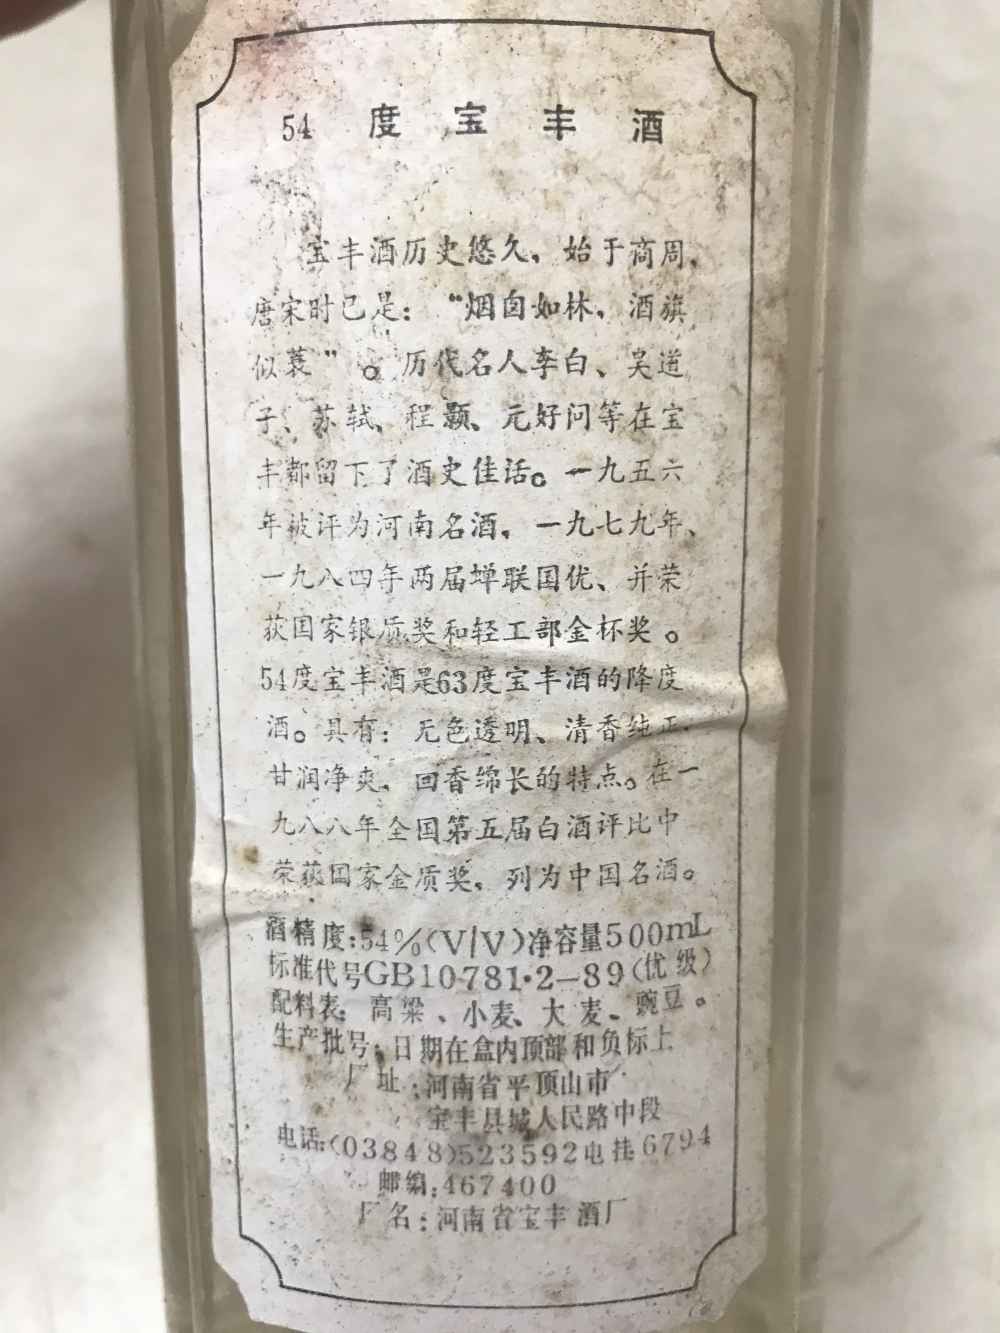 54 度宝丰酒
宝丰酒历史悠久，始于商周，
唐宋时已是：“烟囱如林，酒旗
似蓑”。历代名人李白、吴道
子、苏轼、程颢、元好问等在宝
丰都留下了酒史佳话。一九五六
年被评为河南名酒，一九七九年、
一九八四年两届蝉联国优、并荣
获国家银质奖和轻工部金杯奖。
54度宝丰酒是63度宝丰酒的降度
酒。具有：无色透明、清香纯正、
甘润净爽，回香绵长的特点。在一
九八八年全国第五届白酒评比中
荣获国家金质奖，列为中国名酒。
酒精度：54%(V/V)净容量500mL
标准代号GB10781·2—89(优级)
配料表：高粱、小麦、大麦、豌豆。
生产批号：日期在盒内顶部和负标上
厂址：河南省平顶山市
宝丰县城人民路中段
电话：(03848)523592电挂6794
邮编：467400
厂名：河南省宝丰酒厂